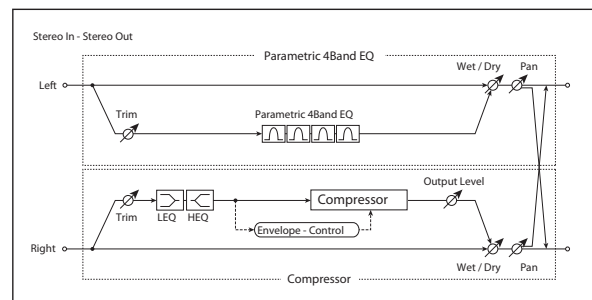 Stereo In - Stereo Out
Parametric 4Band EQ
Wet / Dry
Pan
Left
Trim
Parametric 4Band EQ
Trim
LEQ
HEQ
Compressor
Output Level
Envelope - Control
Right
Wet / Dry
Pan
Compressor